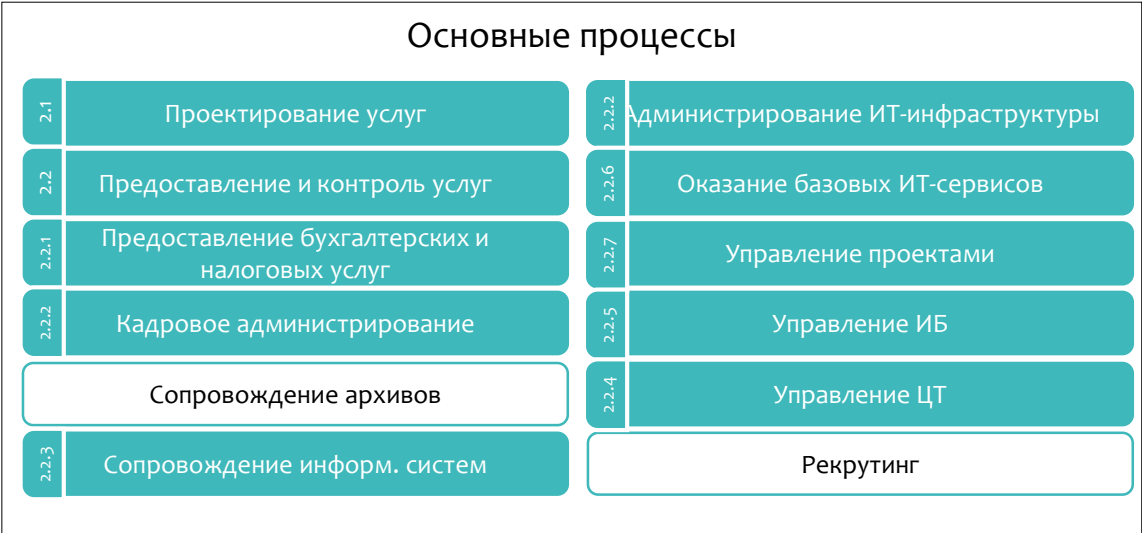 Основные процессы
2.1
Проектирование услуг
2.2
Предоставление и контроль услуг
2.2.1
Предоставление бухгалтерских и
налоговых услуг
2.2.2
Кадровое администрирование
Сопровождение архивов
2.2.3
Сопровождение информ. систем
2.2.2
Администрирование ИТ-инфраструктуры
2.2.6
Оказание базовых ИТ-сервисов
2.2.7
Управление проектами
2.2.5
Управление ИБ
2.2.4
Управление ЦТ
Рекрутинг